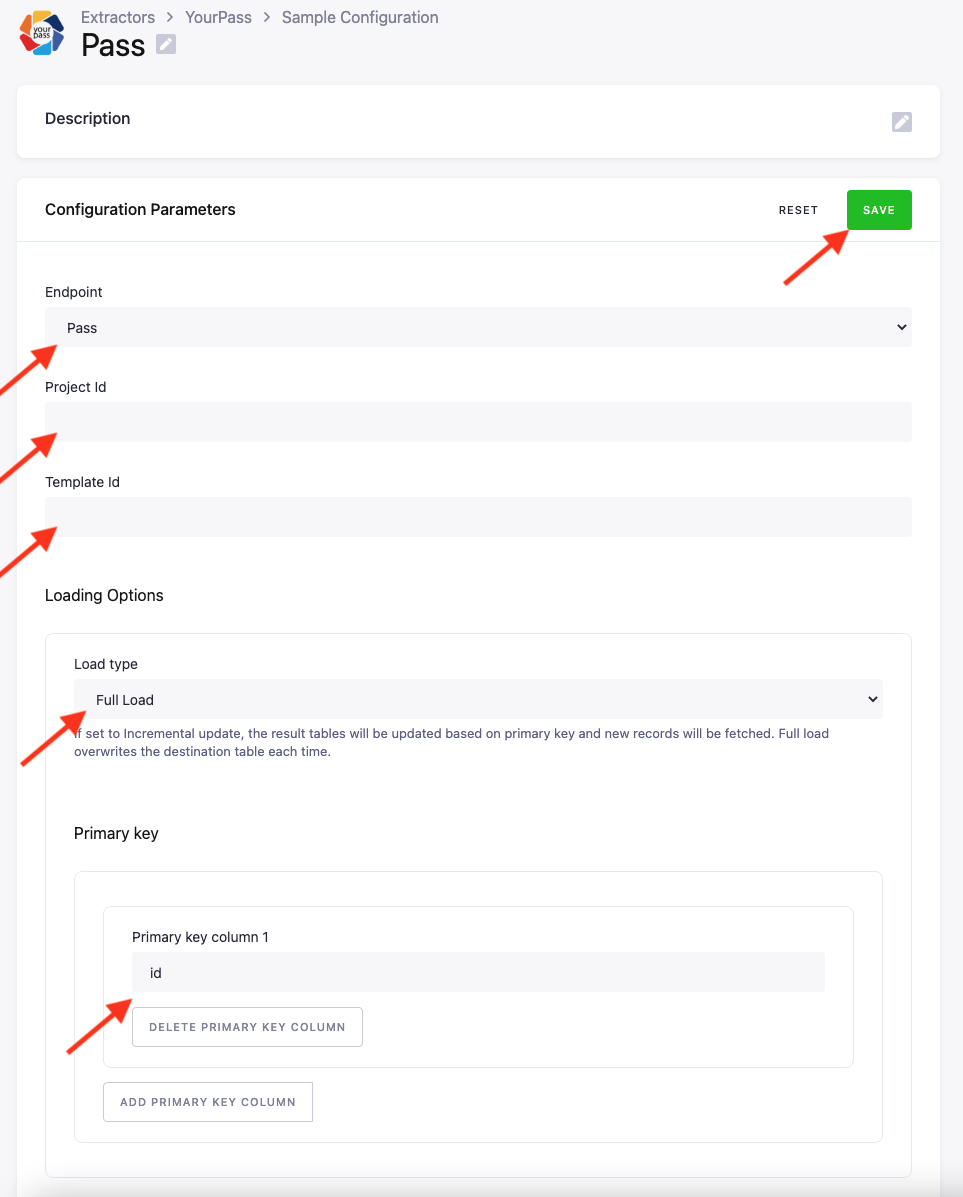 your
pass
Extractors > YourPass > Sample Configuration
Pass
Description
Configuration Parameters
RESET
SAVE
Endpoint
Pass
Project Id
Template Id
Loading Options
Load type
Full Load
If set to Incremental update, the result tables will be updated based on primary key and new records will be fetched. Full load
overwrites the destination table each time.
Primary key
Primary key column 1
id
DELETE PRIMARY KEY COLUMN
ADD PRIMARY KEY COLUMN